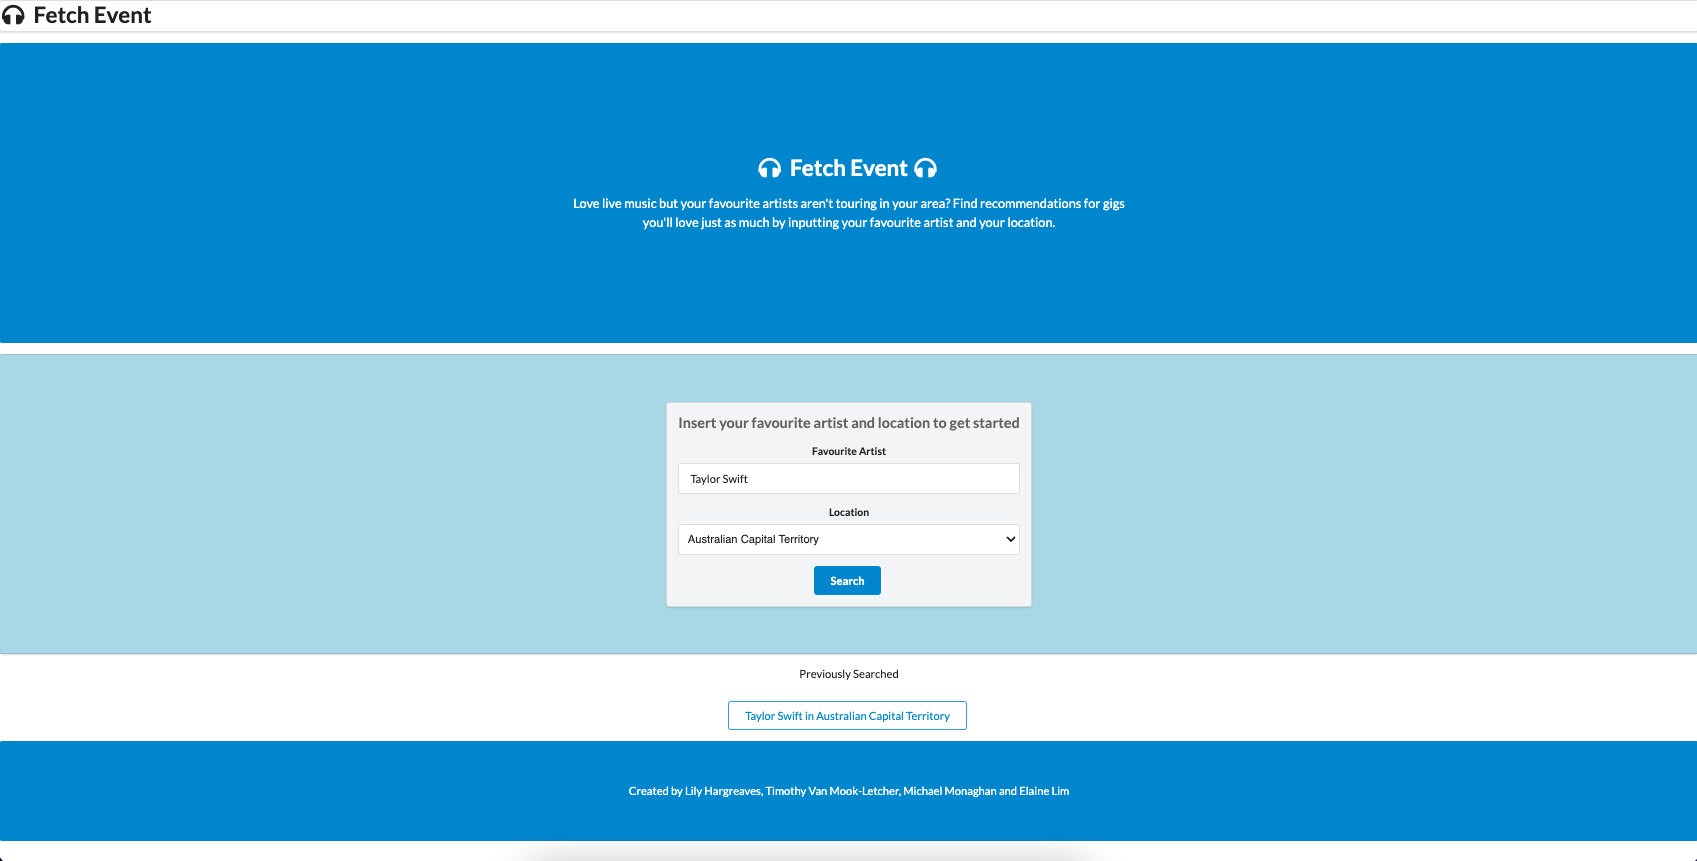 Fetch Event
Fetch Event
Love live music but your favourite artists aren't touring in your area? Find recommendations for gigs
you'll love just as much by inputting your favourite artist and your location.
Insert your favourite artist and location to get started
Favourite Artist
Taylor Swift
Location
Australian Capital Territory
Search
Previously Searched
Taylor Swift in Australian Capital Territory
Created by Lily Hargreaves, Timothy Van Mook-Letcher, Michael Monaghan and Elaine Lim